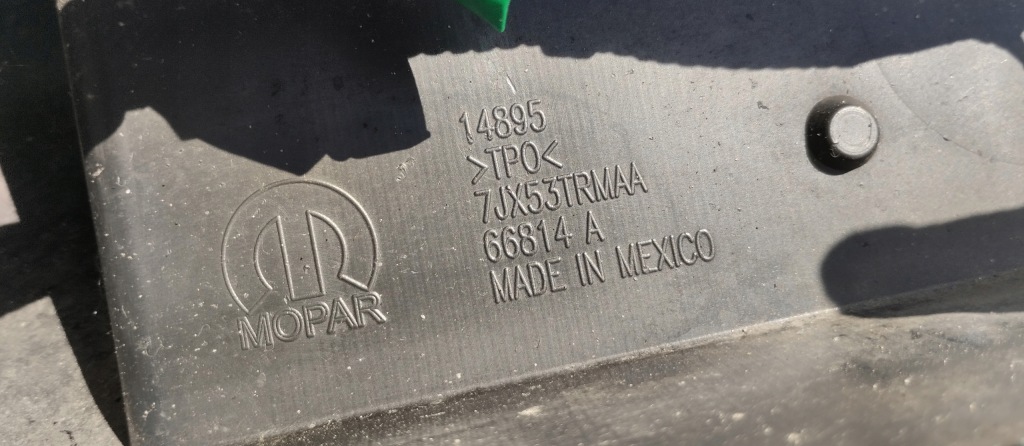 14895
>TPO<
7JX53TRMAA
66814 A
MADE IN MEXICO
MOPAR